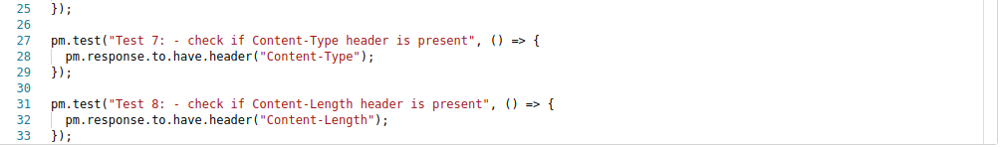 25 });
26
27 pm.test("Test 7: - check if Content-Type header is present", () => {
28   pm.response.to.have.header("Content-Type");
29 });
30
31 pm.test("Test 8: - check if Content-Length header is present", () => {
32   pm.response.to.have.header("Content-Length");
33 });